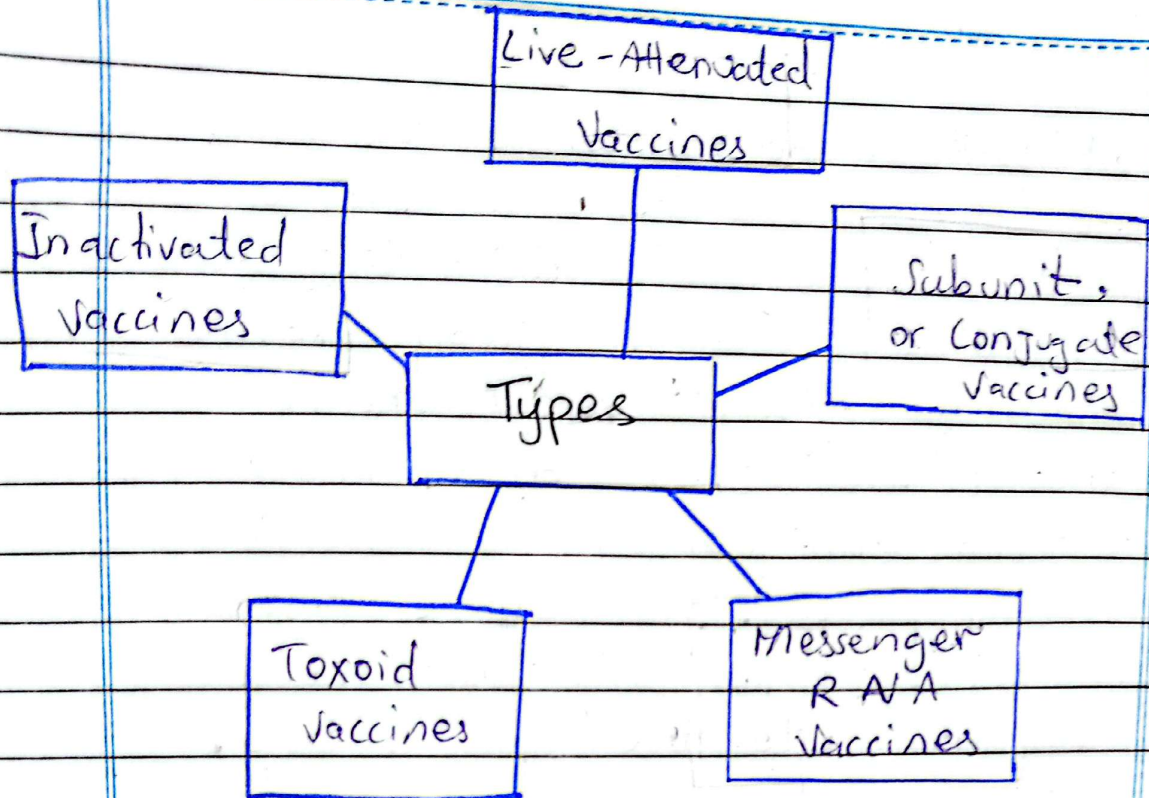 Live-Attenuated
Vaccines
Inactivated
vaccines
Subunit,
or Conjugate
Vaccines
Types
Toxoid
vaccines
Messenger
RNA
Vaccines